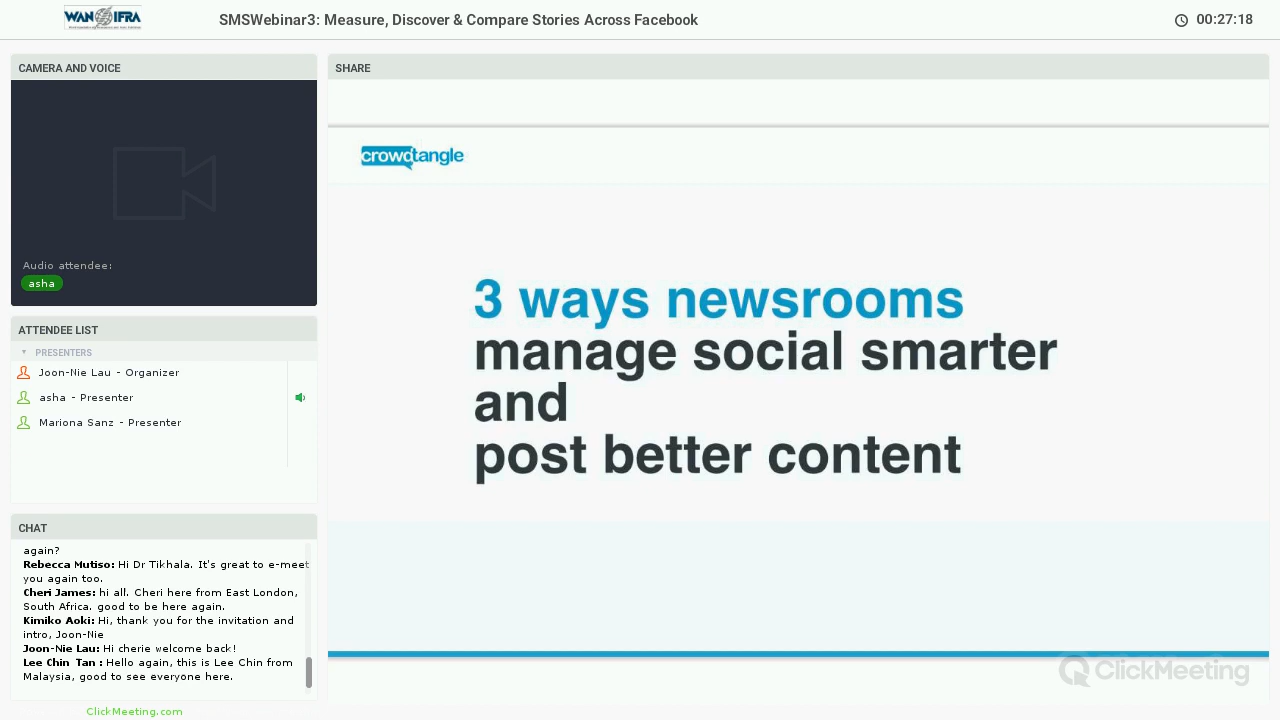 WAN IFRA
SMSWebinar3: Measure, Discover & Compare Stories Across Facebook
00:27:18
CAMERA AND VOICE
Audio attendee:
asha
ATTENDEE LIST
PRESENTERS
Joon-Nie Lau - Organizer
asha - Presenter
Mariona Sanz - Presenter
CHAT
again?
Rebecca Mutiso: Hi Dr Tikhala. It's great to e-meet
you again too.
Cheri James: hi all. Cheri here from East London,
South Africa. good to be here again.
Kimiko Aoki: Hi, thank you for the invitation and
intro, Joon-Nie
Joon-Nie Lau: Hi cherie welcome back!
Lee Chin Tan : Hello again, this is Lee Chin from
Malaysia, good to see everyone here.
ClickMeeting.com
SHARE
crowdtangle
3 ways newsrooms
manage social smarter
and
post better content
ClickMeeting